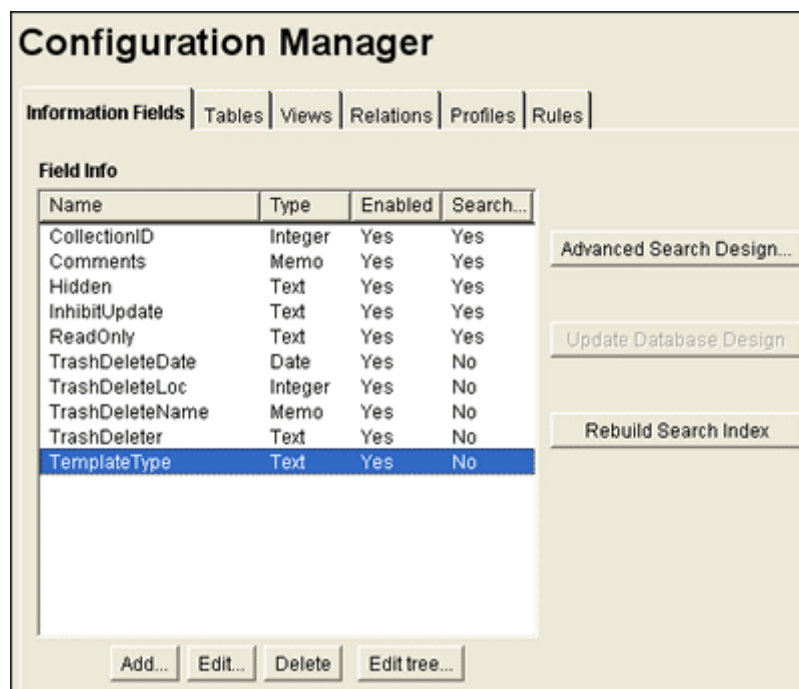 Configuration Manager
Information Fields Tables Views Relations Profiles Rules
Field Info
Name Type Enabled Search...
CollectionID Integer Yes Yes
Comments Memo Yes Yes
Hidden Text Yes Yes
InhibitUpdate Text Yes Yes
ReadOnly Text Yes Yes
TrashDeleteDate Date Yes No
TrashDeleteLoc Integer Yes No
TrashDeleteName Memo Yes No
TrashDeleter Text Yes No
TemplateType Text Yes No
Advanced Search Design...
Update Database Design
Rebuild Search Index
Add... Edit... Delete Edit tree...